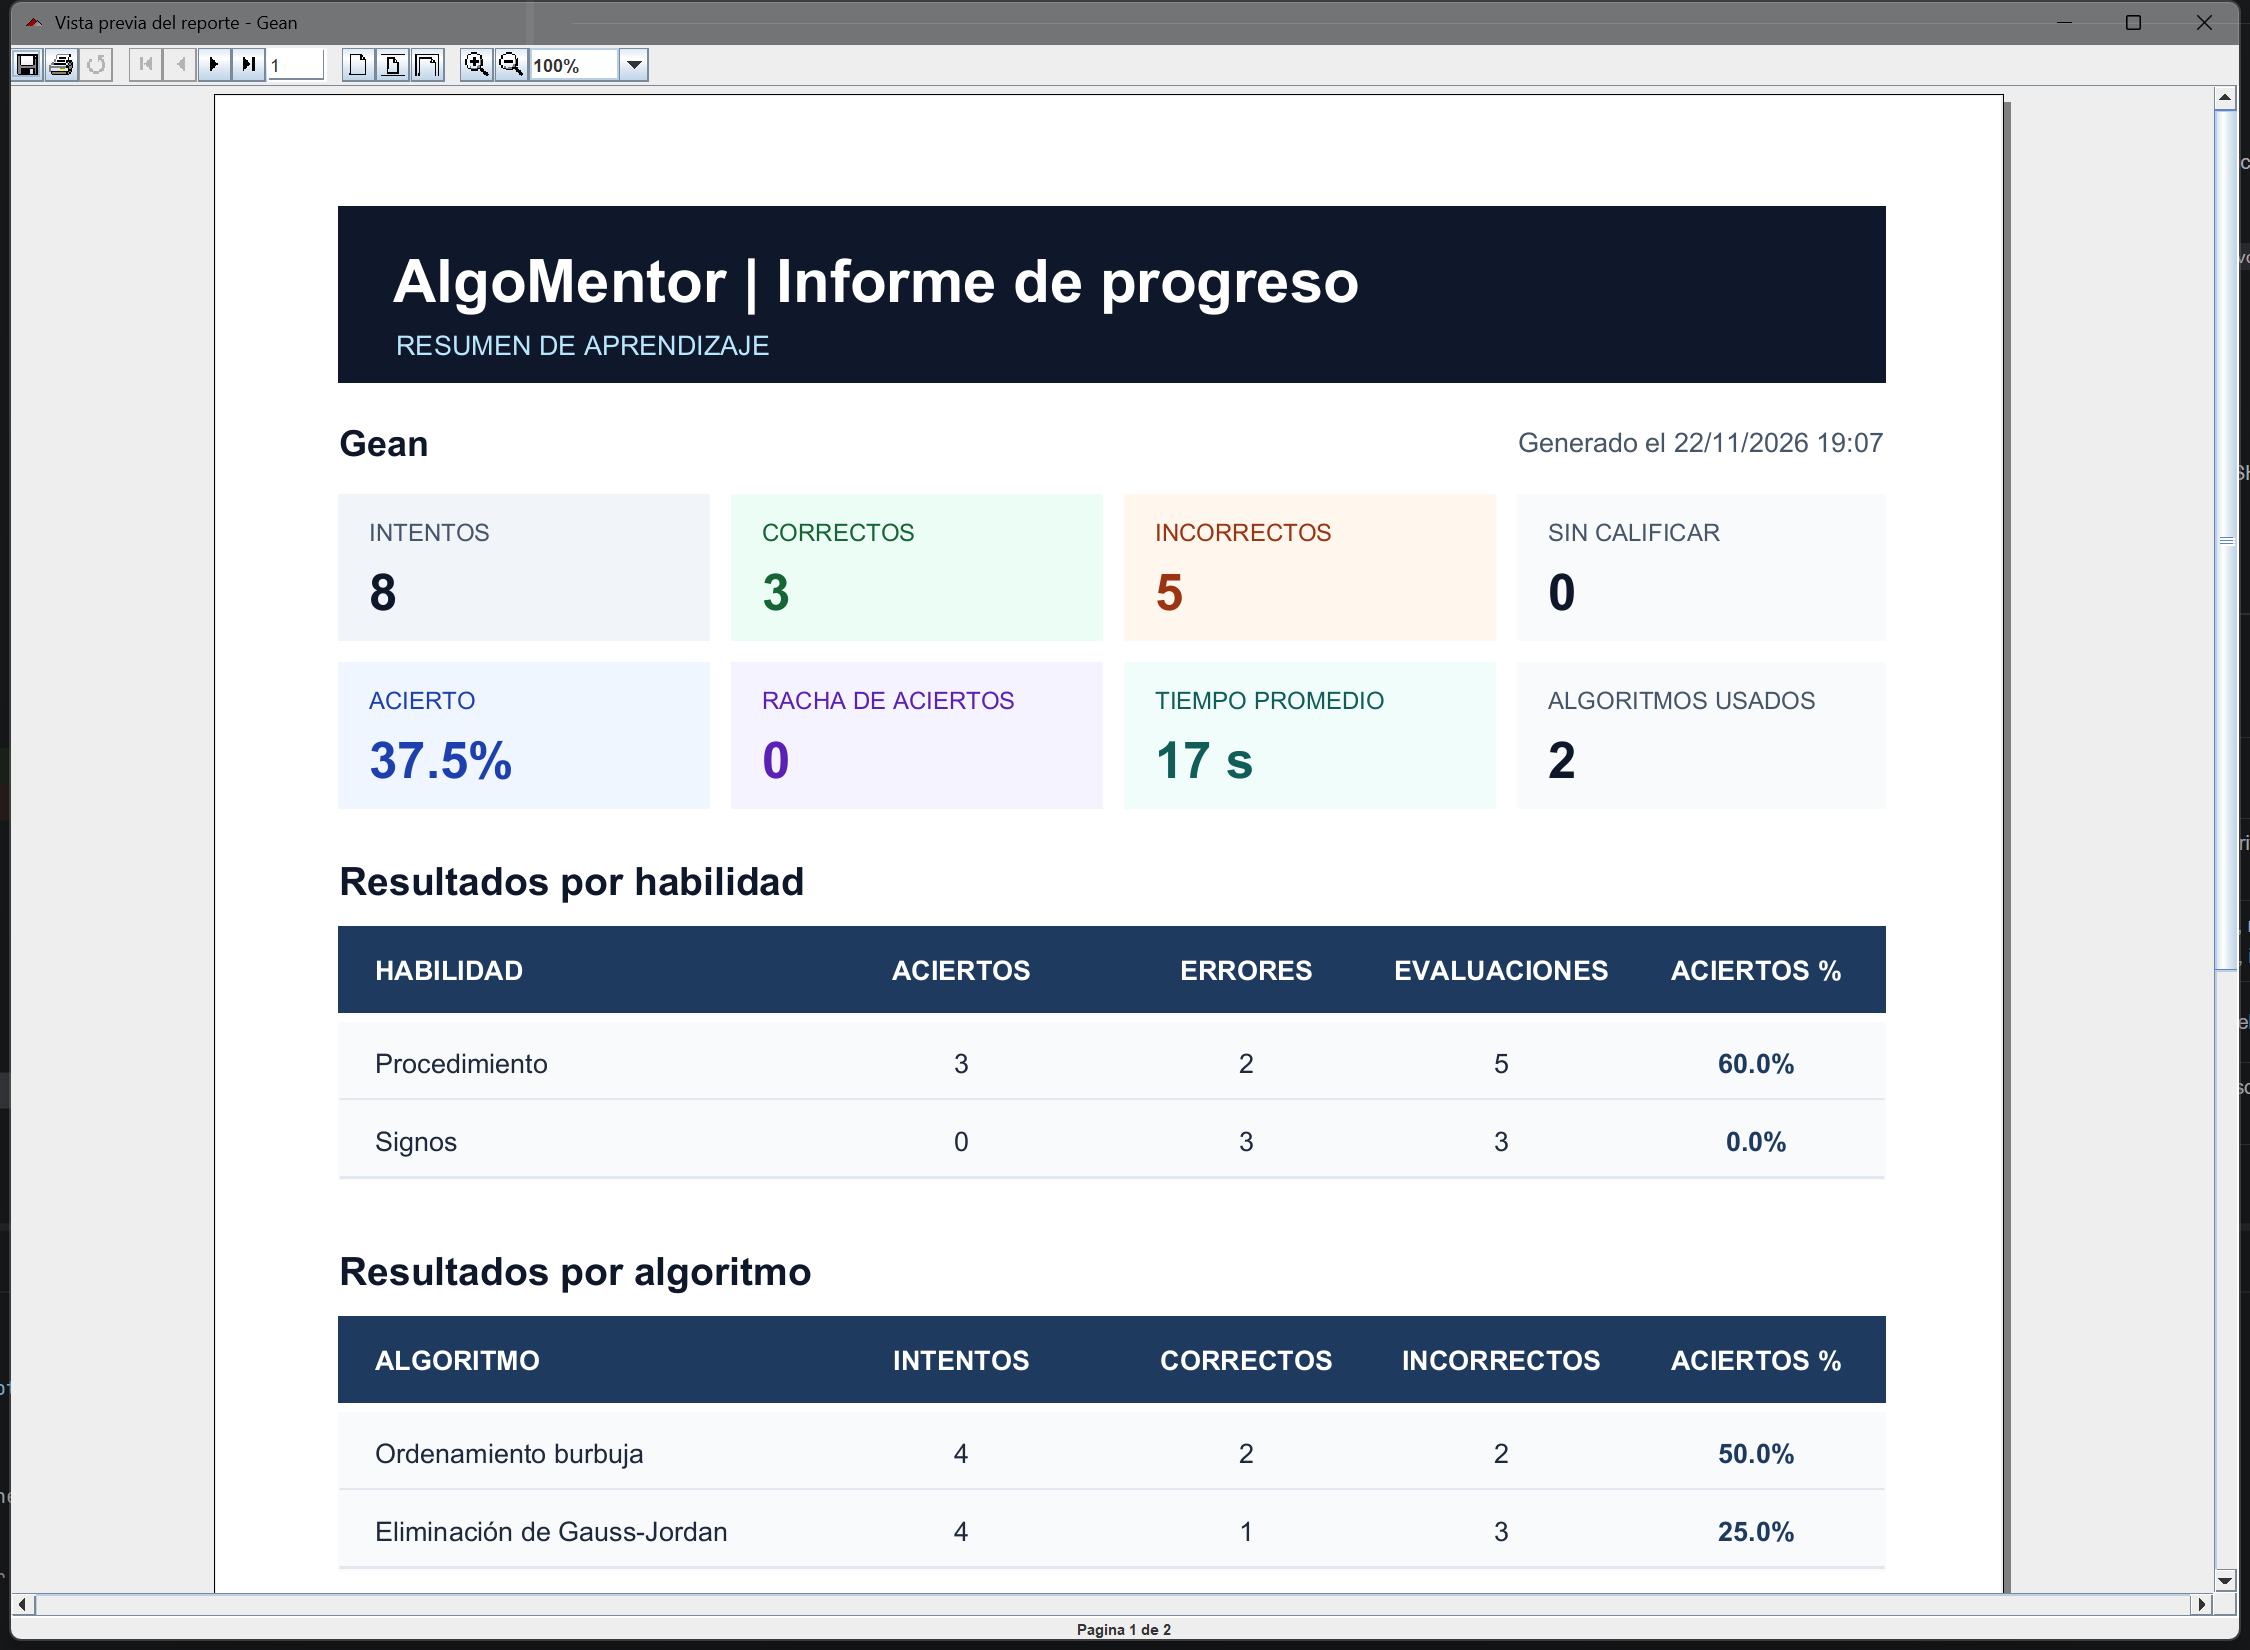 Vista previa del reporte - Gean
1
100%
AlgoMentor | Informe de progreso
RESUMEN DE APRENDIZAJE
Gean
Generado el 22/11/2026 19:07
INTENTOS CORRECTOS INCORRECTOS SIN CALIFICAR
8 3 5 0
ACIERTO RACHA DE ACIERTOS TIEMPO PROMEDIO ALGORITMOS USADOS
37.5% 0 17 s 2
Resultados por habilidad
HABILIDAD ACIERTOS ERRORES EVALUACIONES ACIERTOS %
Procedimiento 3 2 5 60.0%
Signos 0 3 3 0.0%
Resultados por algoritmo
ALGORITMO INTENTOS CORRECTOS INCORRECTOS ACIERTOS %
Ordenamiento burbuja 4 2 2 50.0%
Eliminación de Gauss-Jordan 4 1 3 25.0%
Pagina 1 de 2